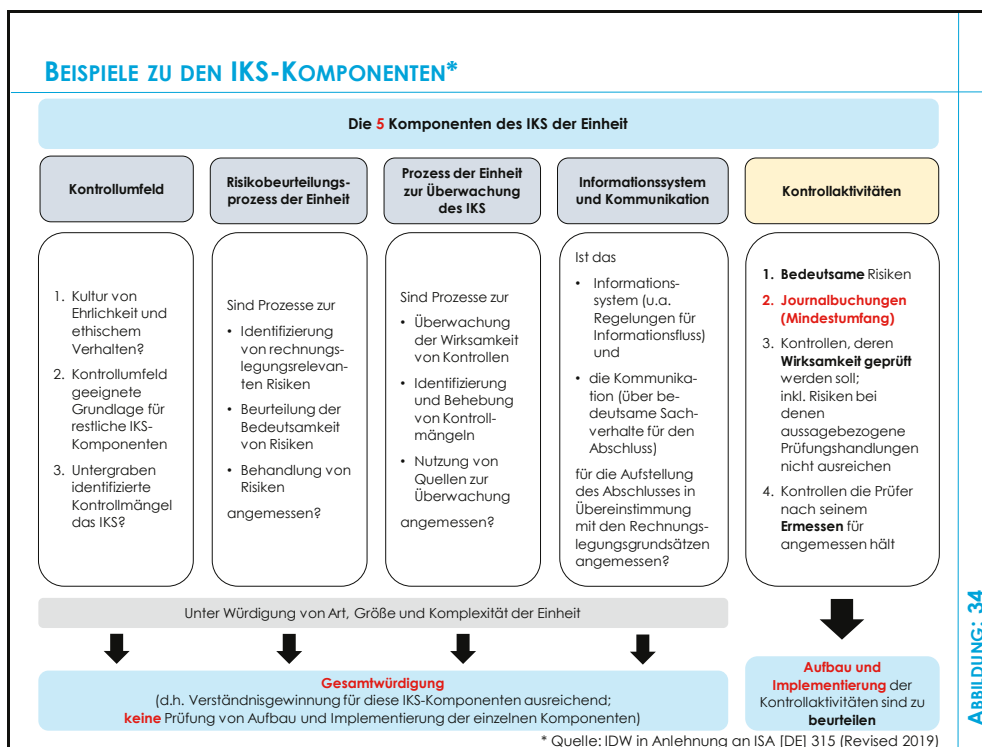 BEISPIELE ZU DEN IKS-KOMPONENTEN*
Die 5 Komponenten des IKS der Einheit
Kontrollumfeld
1. Kultur von
Ehrlichkeit und
ethischem
Verhalten?
2. Kontrollumfeld
geeignete
Grundlage für
restliche IKS-
Komponenten
3. Untergraben
identifizierte
Kontrollmängel
das IKS?
Risikobeurteilungs-
prozess der Einheit
Sind Prozesse zur
• Identifizierung
von rechnungs-
legungsrelevan-
ten Risiken
• Beurteilung der
Bedeutsamkeit
von Risiken
• Behandlung von
Risiken
angemessen?
Prozess der Einheit
zur Überwachung
des IKS
Sind Prozesse zur
• Überwachung
der Wirksamkeit
von Kontrollen
• Identifizierung
und Behebung
von Kontroll-
mängeln
• Nutzung von
Quellen zur
Überwachung
angemessen?
Informationssystem
und Kommunikation
Ist das
• Informations-
system (u.a.
Regelungen für
Informationsfluss)
und
• die Kommunika-
tion (über be-
deutsame Sach-
verhalte für den
Abschluss)
für die Aufstellung
des Abschlusses in
Übereinstimmung
mit den Rechnungs-
legungsgrundsätzen
angemessen?
Kontrollaktivitäten
1. Bedeutsame Risiken
2. Journalbuchungen
(Mindestumfang)
3. Kontrollen, deren
Wirksamkeit geprüft
werden soll;
inkl. Risiken bei
denen
aussagebezogene
Prüfungshandlungen
nicht ausreichen
4. Kontrollen die Prüfer
nach seinem
Ermessen für
angemessen hält
Unter Würdigung von Art, Größe und Komplexität der Einheit
Gesamtwürdigung
(d.h. Verständnisgewinnung für diese IKS-Komponenten ausreichend;
keine Prüfung von Aufbau und Implementierung der einzelnen Komponenten)
Aufbau und
Implementierung der
Kontrollaktivitäten sind zu
beurteilen
* Quelle: IDW in Anlehnung an ISA [DE] 315 (Revised 2019)
ABBILDUNG: 34